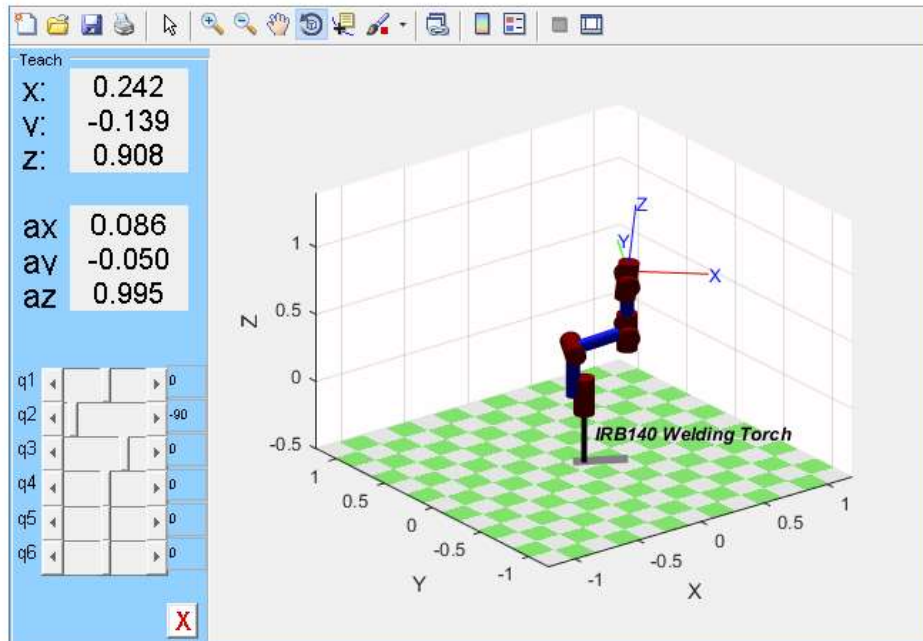 Teach
x: 0.242
y: -0.139
z: 0.908
ax 0.086
ay -0.050
az 0.995
q1 0
q2 -90
q3 0
q4 0
q5 0
q6 0
X
Z
Y
X
1
0.5
0
-0.5
Z
IRB140 Welding Torch
1
0.5
0
-0.5
-1
Y
-1
-0.5
0
0.5
1
X